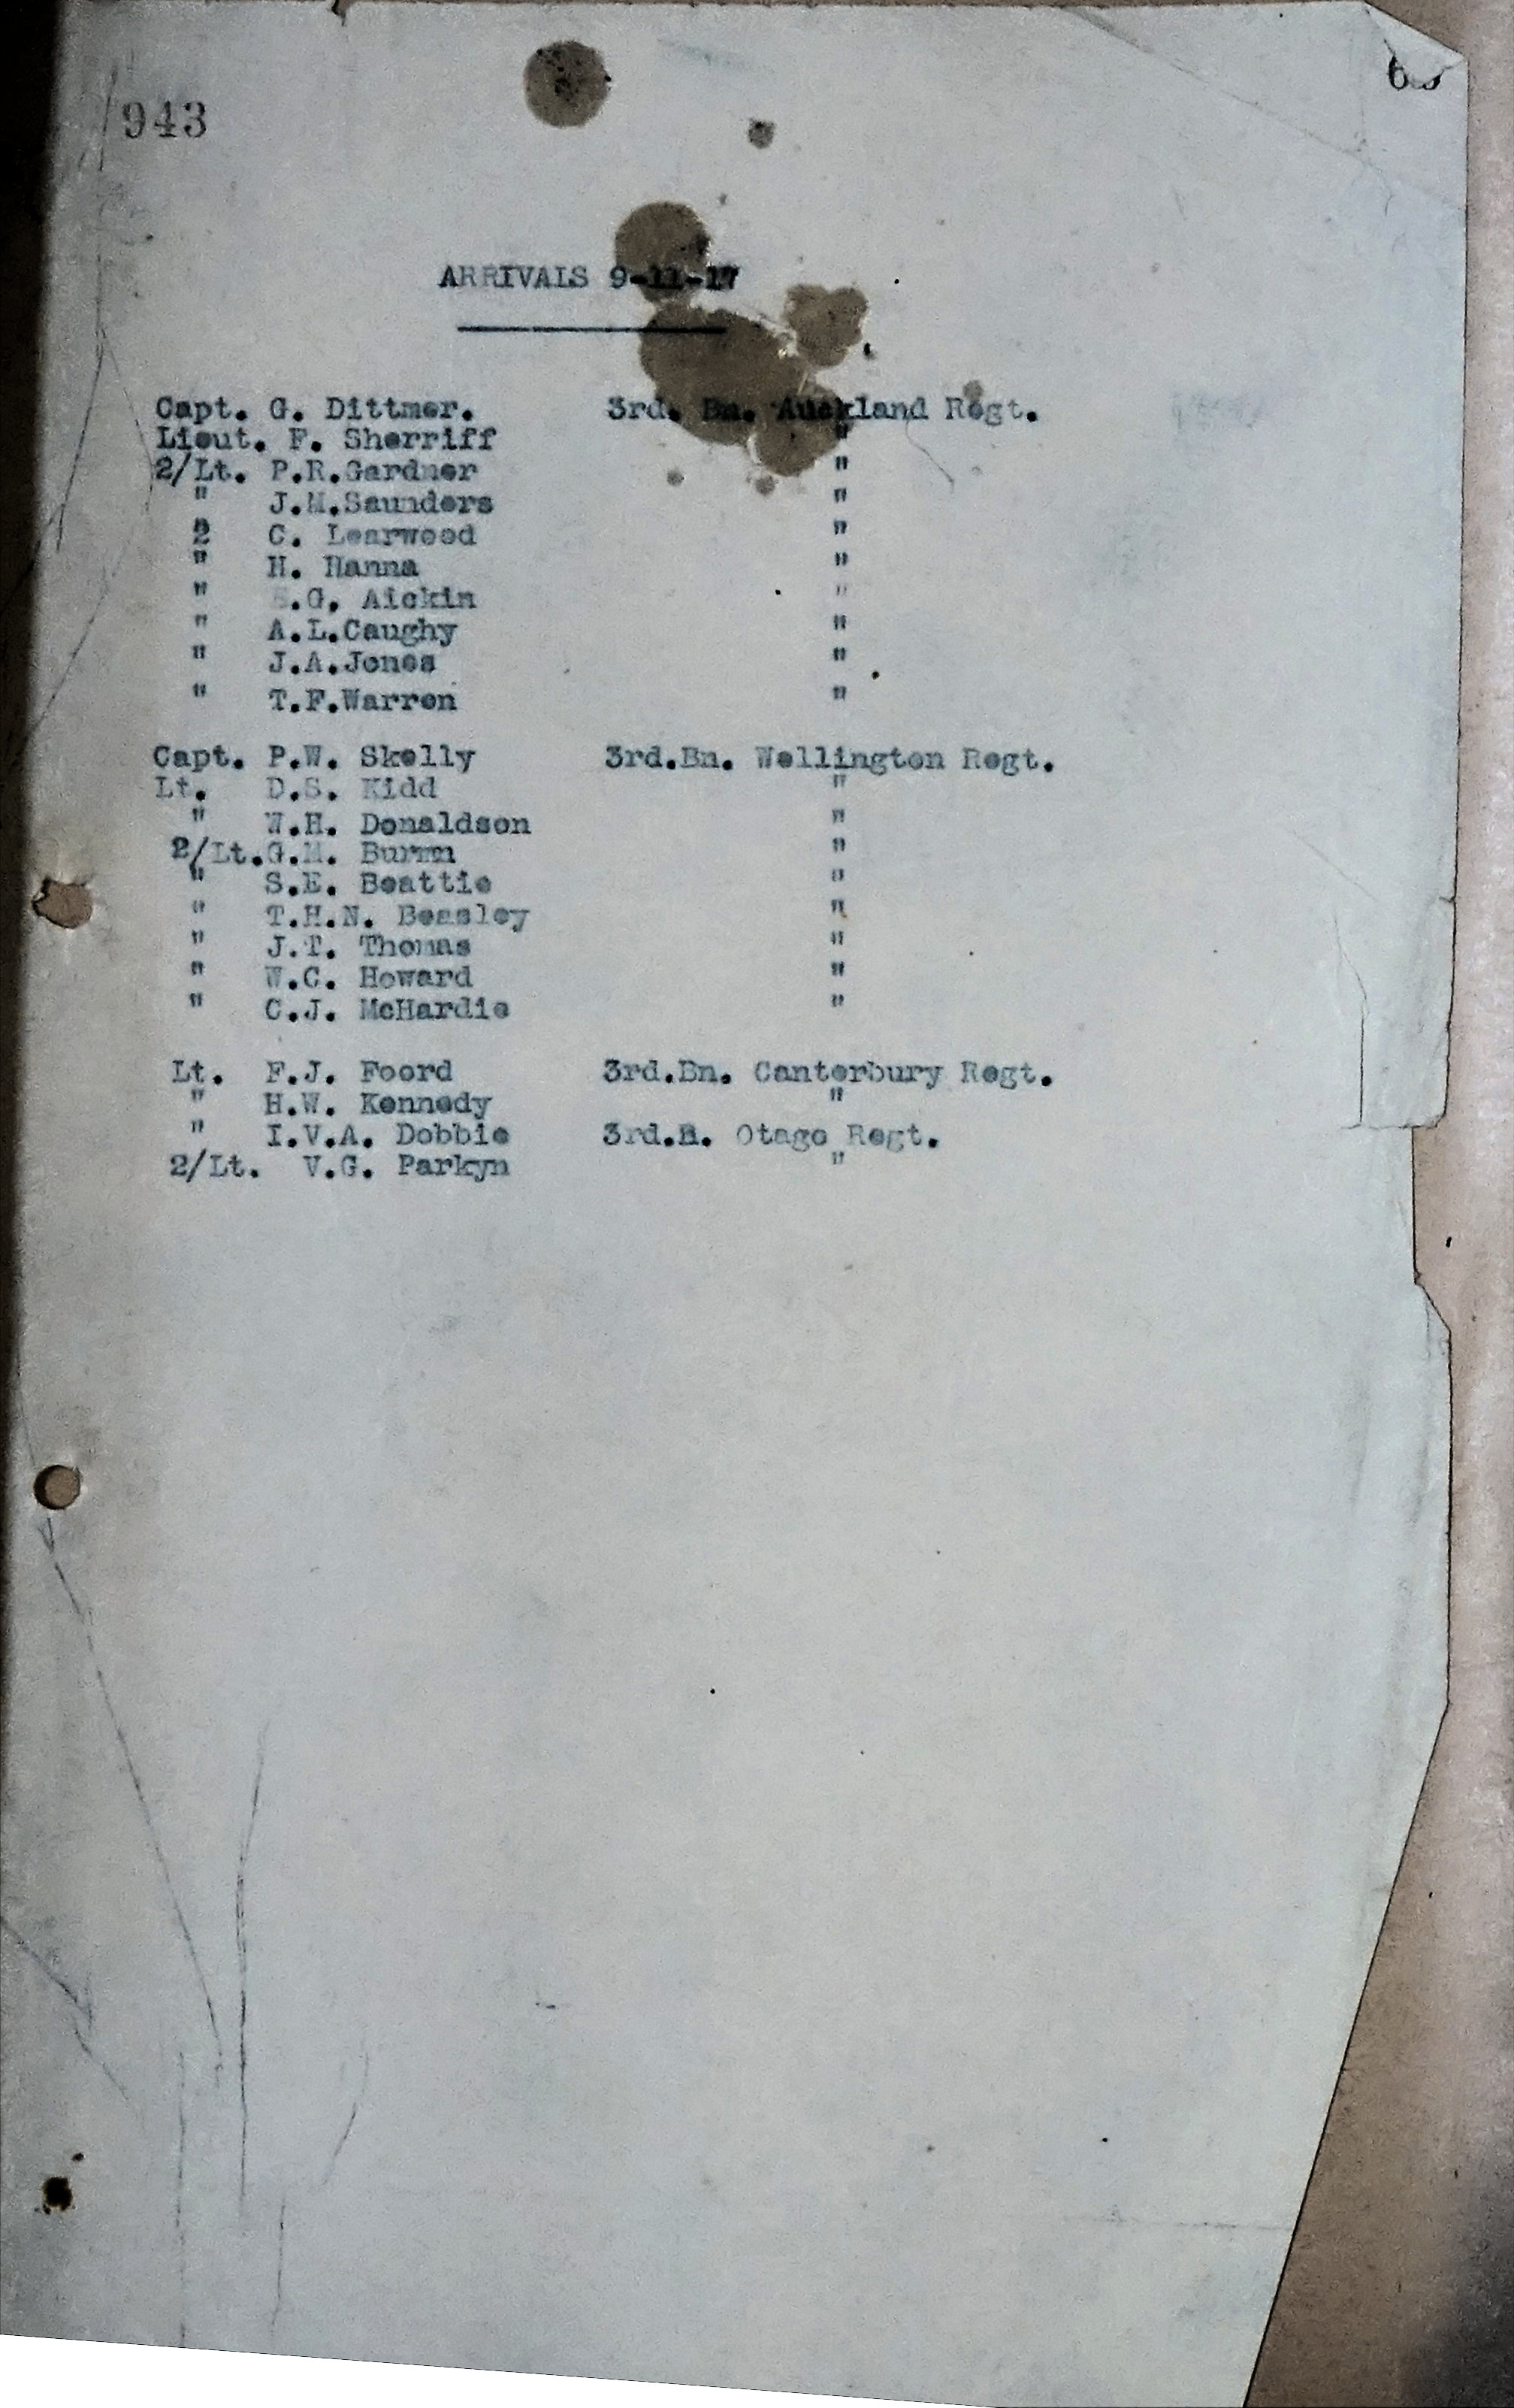 943
ARRIVALS 9-11-17
Capt. G. Dittmer. 3rd. Bn. Auckland Regt.
Lieut. F. Sherriff "
2/Lt. P.R.Gardner "
" J.M.Saunders "
2 C. Learwood "
" H. Hanna "
" .G. Aickin "
" A.L.Caughy "
" J.A.Jones "
" T.F.Warren "
Capt. P.W. Skelly 3rd.Bn. Wellington Regt.
Lt. D.S. Kidd "
" W.H. Donaldson "
2/Lt.G.M. "
" S.E. Beattie "
" T.H.N. Beasley "
" J.T. Thomas "
" W.C. Howard "
" C.J. McHardie "
Lt. F.J. Foord 3rd.Bn. Canterbury Regt.
" H.W. Kennedy "
" I.V.A. Dobbie 3rd.B. Otago Regt.
2/Lt. V.G. Parkyn "